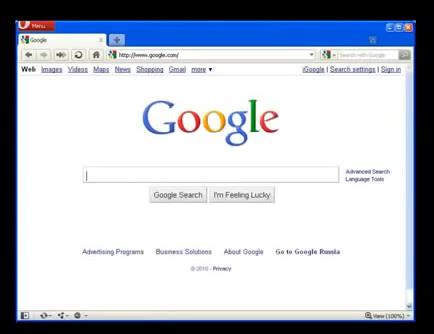 Menu
Google
http://www.google.com/
Search with Google
Web Images Videos Maps News Shopping Gmail more ▼
iGoogle | Search settings | Sign in
Google
Advanced Search
Language Tools
Google Search
I'm Feeling Lucky
Advertising Programs Business Solutions About Google Go to Google Russia
© 2010 - Privacy
View (100%)